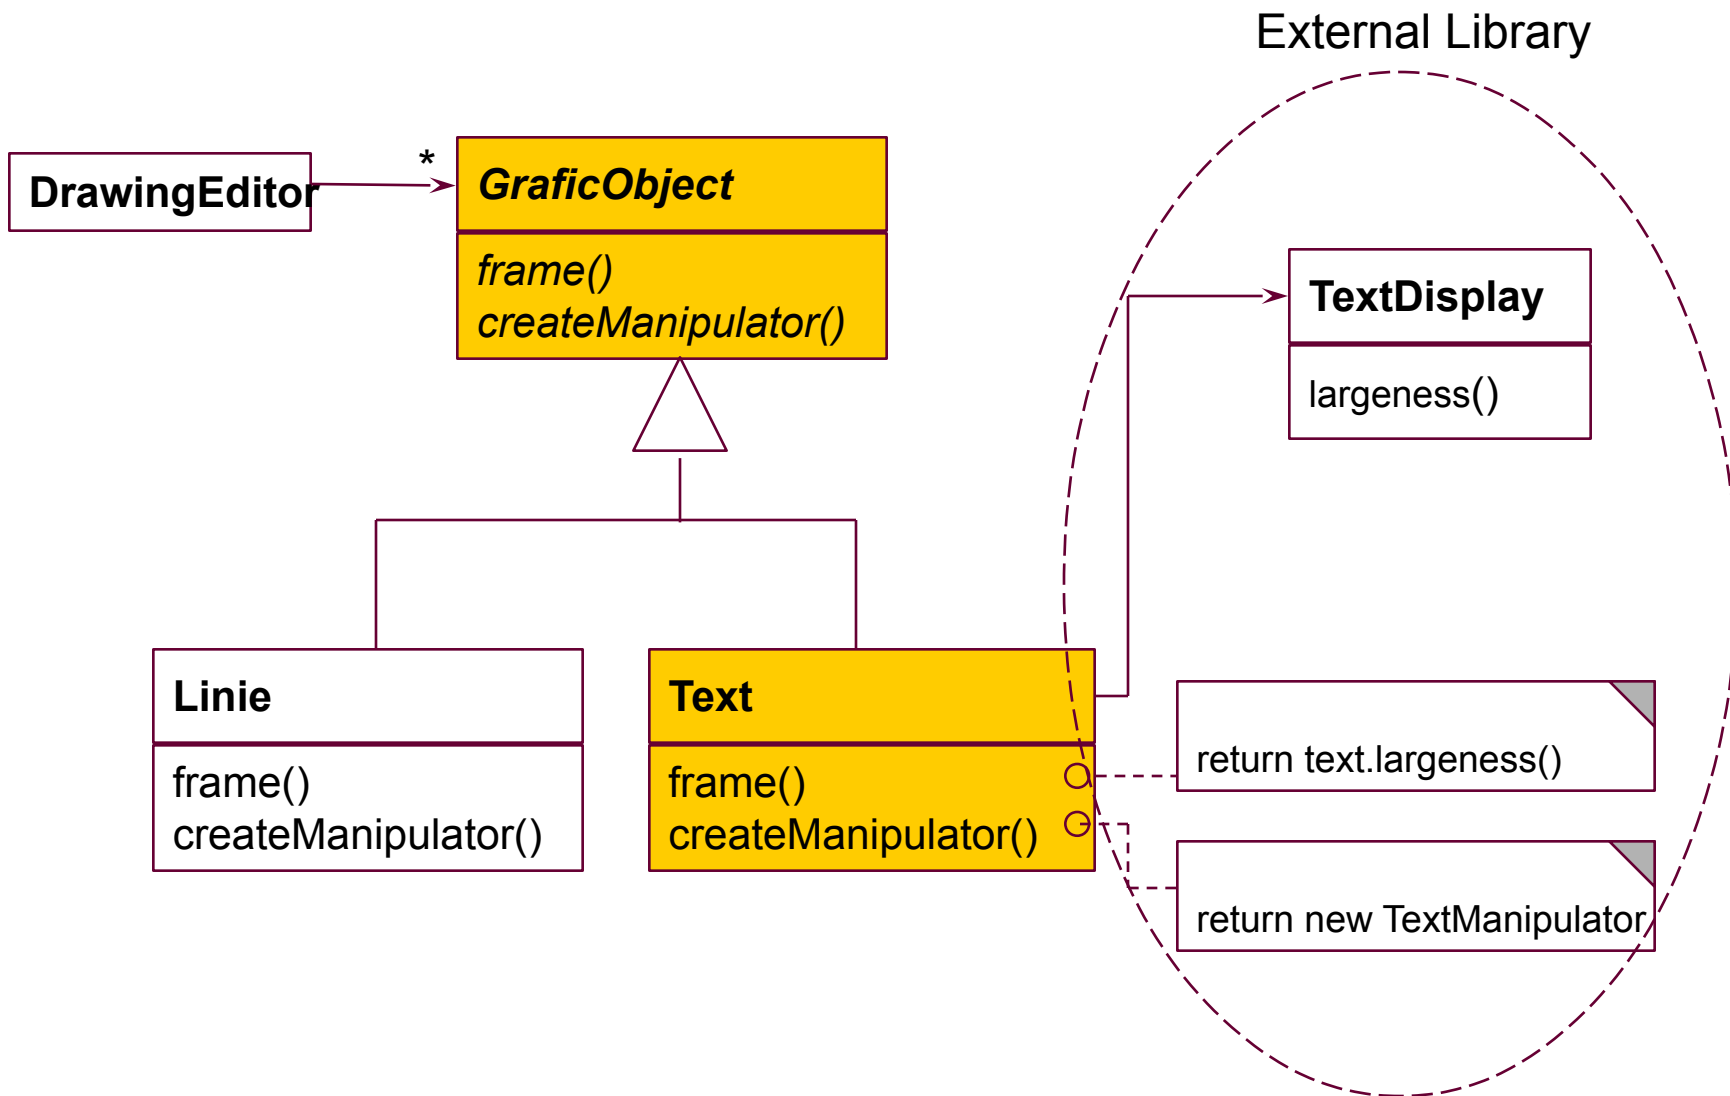 External Library
DrawingEditor
*
GraficObject
frame()
createManipulator()
TextDisplay
largeness()
Linie
frame()
createManipulator()
Text
frame()
createManipulator()
return text.largeness()
return new TextManipulator